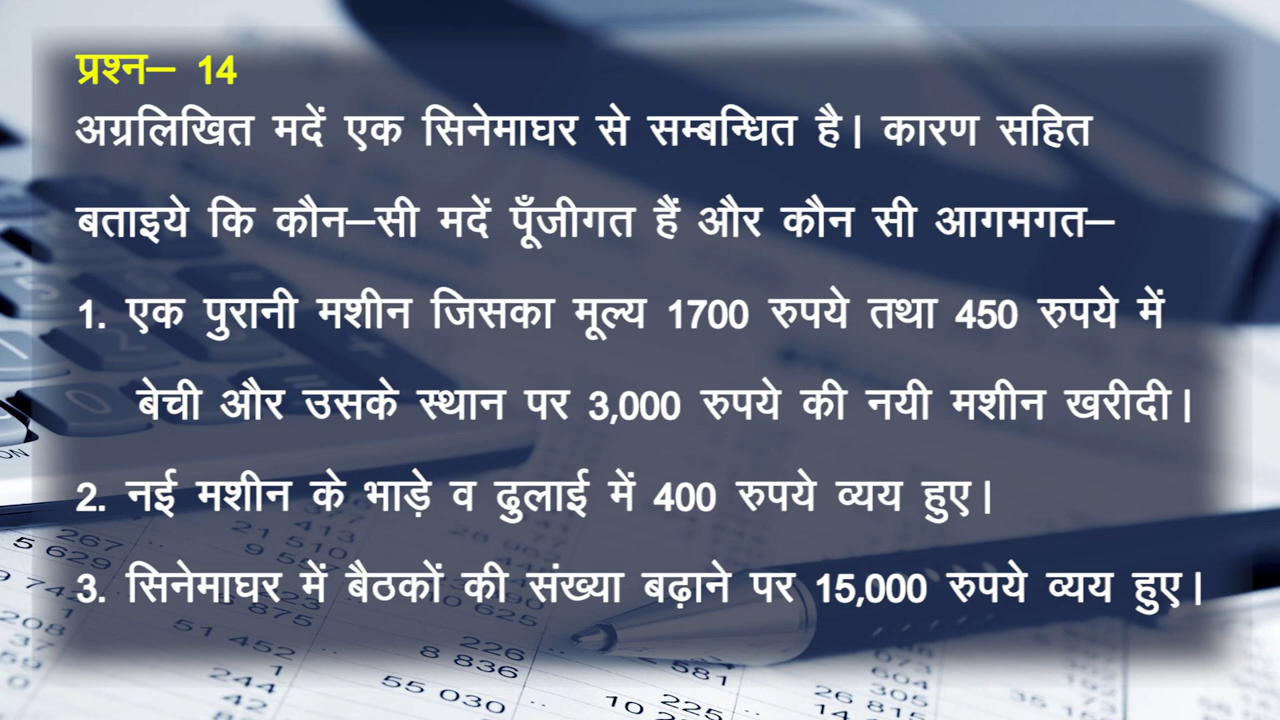 प्रश्न– 14
अग्रलिखित मदें एक सिनेमाघर से सम्बन्धित है। कारण सहित
बताइये कि कौन–सी मदें पूँजीगत हैं और कौन सी आगमगत–
1. एक पुरानी मशीन जिसका मूल्य 1700 रुपये तथा 450 रुपये में
बेची और उसके स्थान पर 3,000 रुपये की नयी मशीन खरीदी।
2. नई मशीन के भाड़े व ढुलाई में 400 रुपये व्यय हुए।
3. सिनेमाघर में बैठकों की संख्या बढ़ाने पर 15,000 रुपये व्यय हुए।